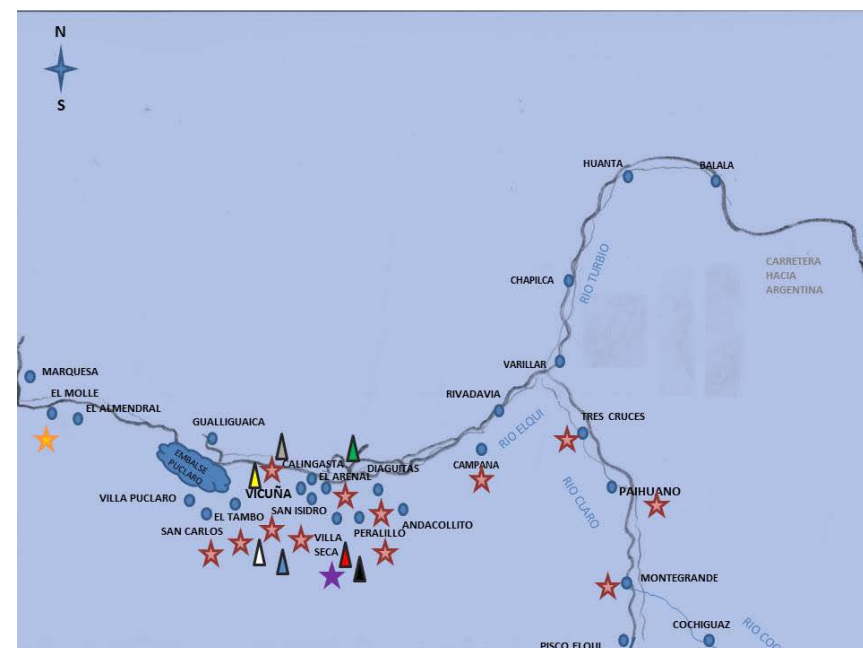 N
S
HUANTA
BALALA
RIO TURBIO
CARRETERA
HACIA
ARGENTINA
CHAPILCA
VARILLAR
MARQUESA
EL MOLLE
EL ALMENDRAL
GUALLIGUAICA
RIVADAVIA
RIO ELQUI
TRES CRUCES
EMBALSE
PUCLARO
CALINGASTA
EL ARENAL
DIAGUITAS
CAMPANA
VILLA PUCLARO
VICUÑA
PAIHUANO
RIO CLARO
EL TAMBO
SAN ISIDRO
SAN CARLOS
VILLA
SECA
PERALILLO
ANDACOLLITO
MONTEGRANDE
COCHIGUAZ
RIO
PISCO ELQUI